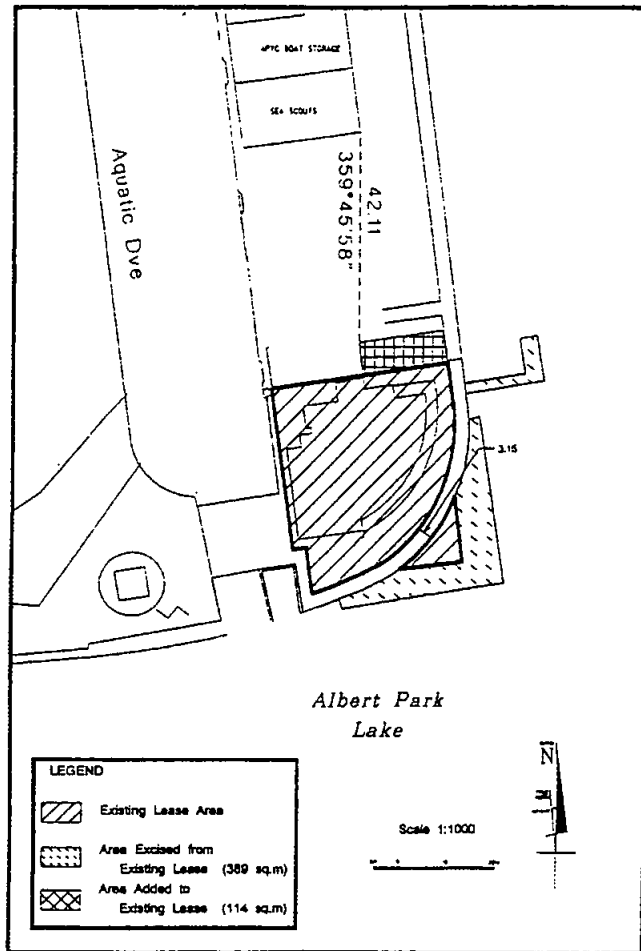 APYC BOAT STORAGE
SEA SCOUTS
Aquatic Dve
42.11
359°45'58"
3.15
Albert Park
Lake
LEGEND
Existing Lease Area
Area Excised from
Existing Lease (389 sq.m)
Area Added to
Existing Lease (114 sq.m)
Scale 1:1000
N